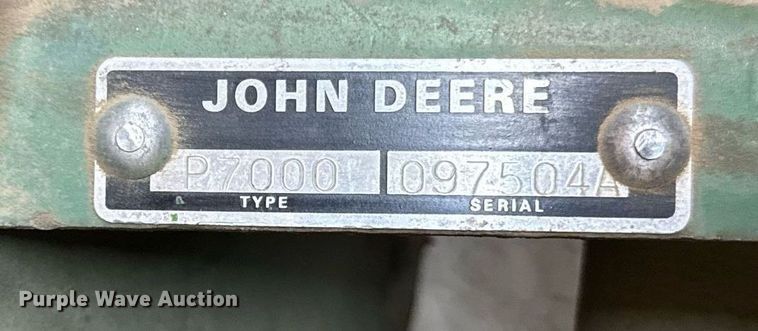 JOHN DEERE
P7000 097504A
TYPE SERIAL
Purple Wave Auction